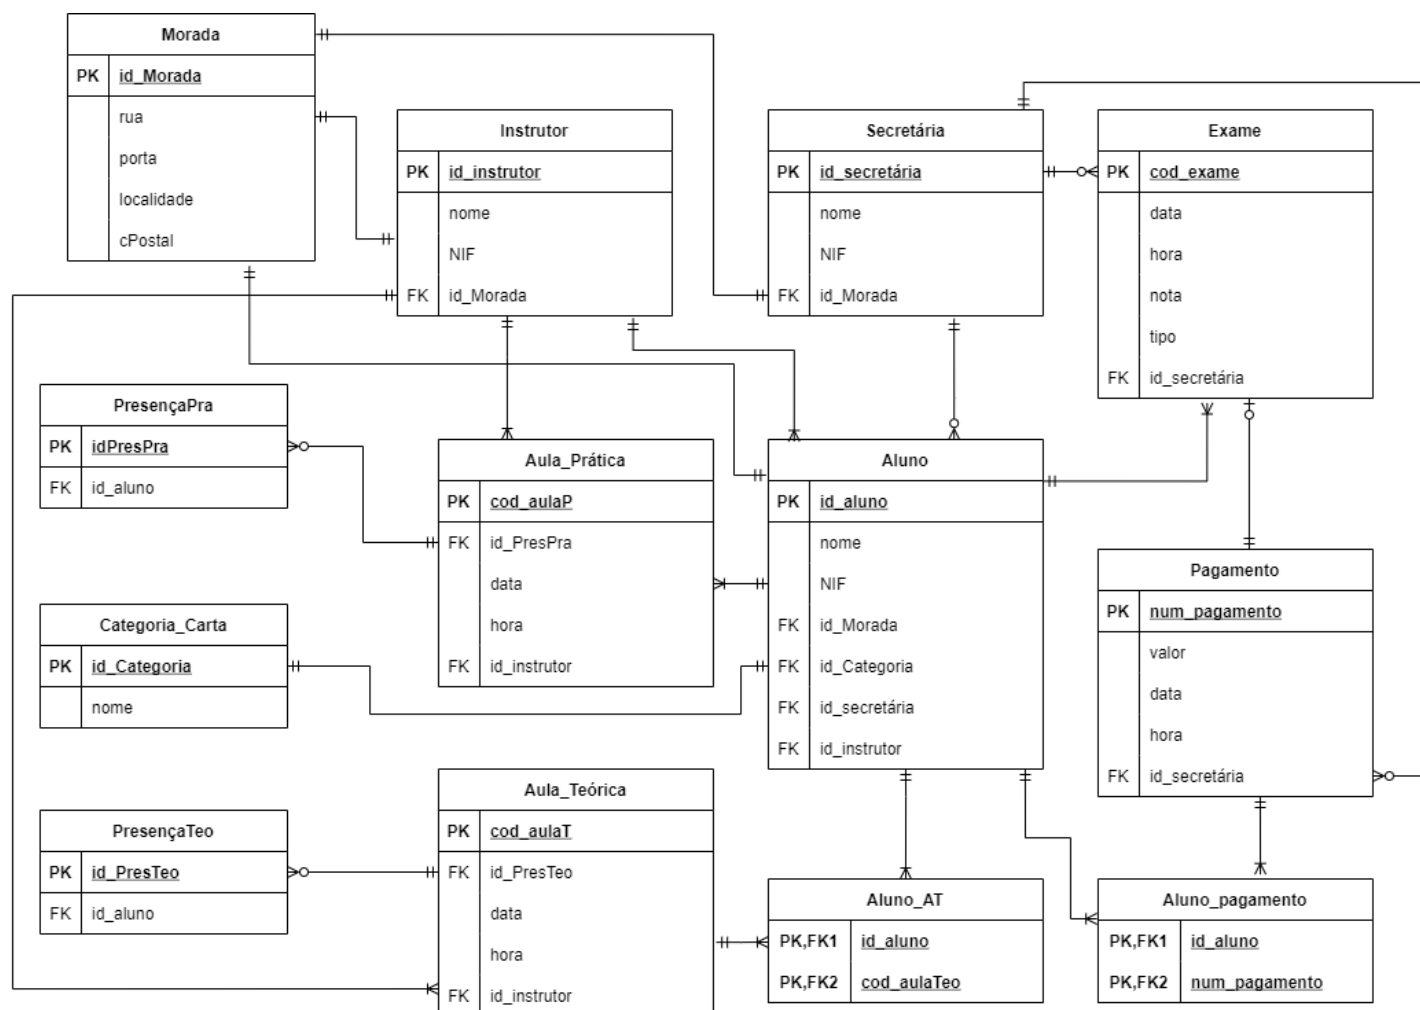 Morada
PK id_Morada
rua
porta
localidade
cPostal
Instrutor
PK id_instrutor
nome
NIF
FK id_Morada
Secretária
PK id_secretária
nome
NIF
FK id_Morada
Exame
PK cod_exame
data
hora
nota
tipo
FK id_secretária
PresençaPra
PK idPresPra
FK id_aluno
Aula_Prática
PK cod_aulaP
FK id_PresPra
data
hora
FK id_instrutor
Aluno
PK id_aluno
nome
NIF
FK id_Morada
FK id_Categoria
FK id_secretária
FK id_instrutor
Pagamento
PK num_pagamento
valor
data
hora
FK id_secretária
Categoria_Carta
PK id_Categoria
nome
PresençaTeo
PK id_PresTeo
FK id_aluno
Aula_Teórica
PK cod_aulaT
FK id_PresTeo
data
hora
FK id_instrutor
Aluno_AT
PK,FK1 id_aluno
PK,FK2 cod_aulaTeo
Aluno_pagamento
PK,FK1 id_aluno
PK,FK2 num_pagamento